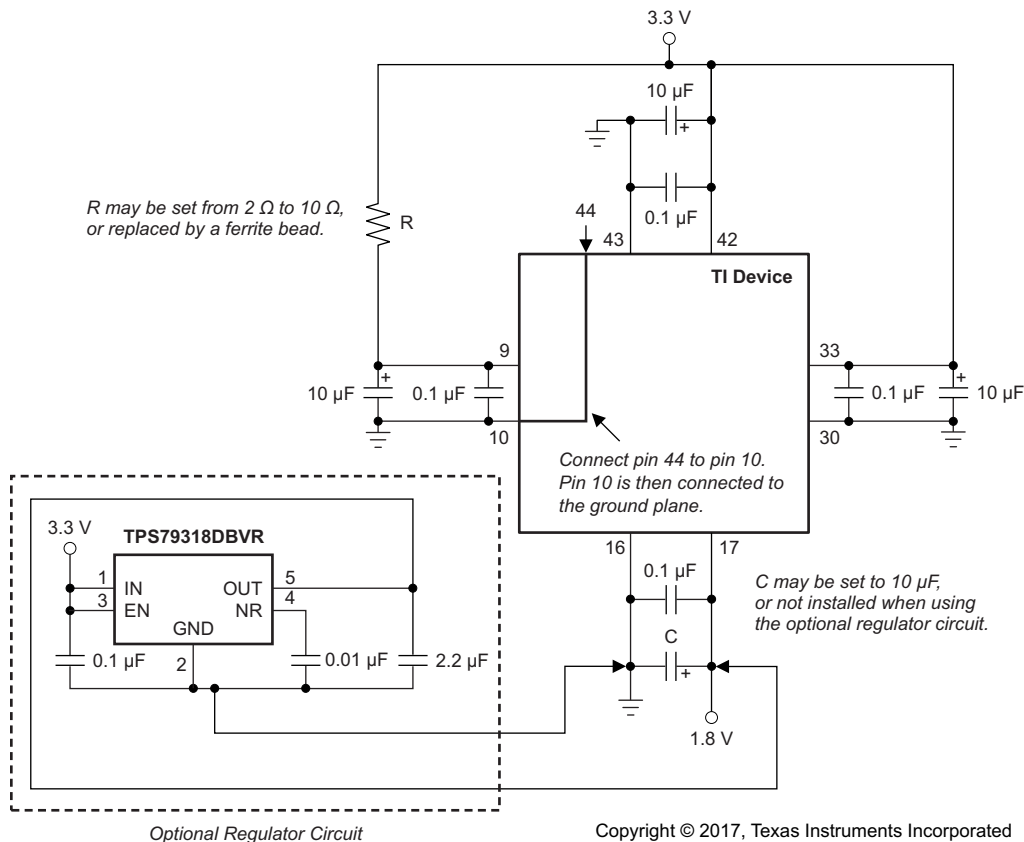 3.3 V
10 µF
+
0.1 µF
R may be set from 2 Ω to 10 Ω,
or replaced by a ferrite bead.
R
44
43
42
TI Device
9
33
+
10 µF
0.1 µF
0.1 µF
+
10 µF
10
30
Connect pin 44 to pin 10.
Pin 10 is then connected to
the ground plane.
16
17
0.1 µF
C
+
1.8 V
C may be set to 10 µF,
or not installed when using
the optional regulator circuit.
3.3 V
TPS79318DBVR
1
IN
OUT
5
3
EN
NR
4
GND
2
0.1 µF
0.01 µF
2.2 µF
Optional Regulator Circuit
Copyright © 2017, Texas Instruments Incorporated